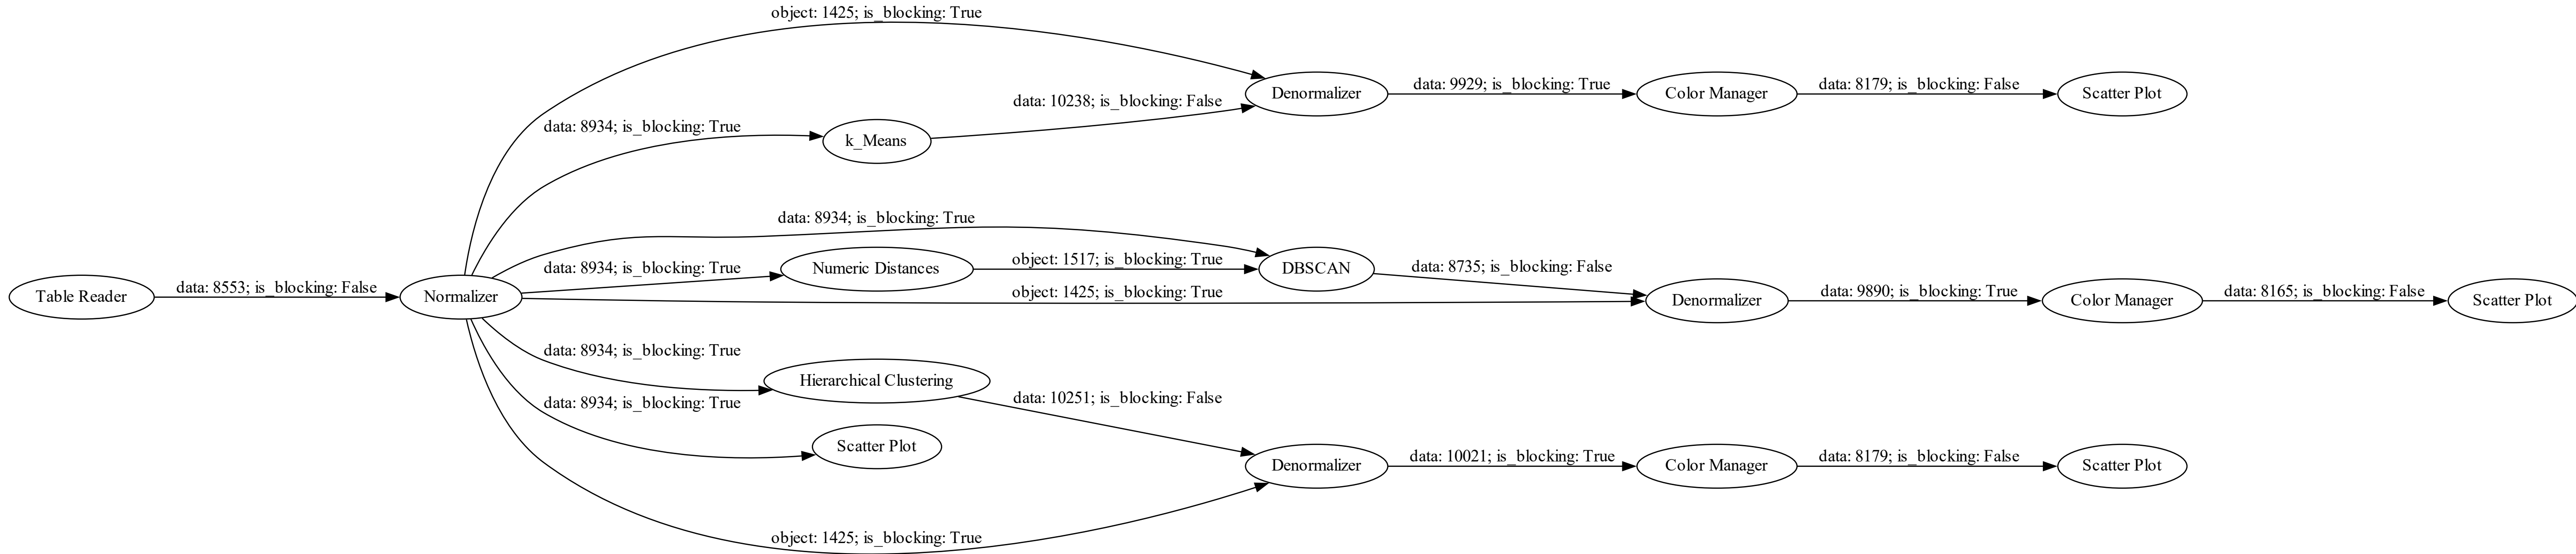 object: 1425; is_blocking: True
data: 9929; is_blocking: True
data: 8179; is_blocking: False
Denormalizer
Color Manager
Scatter Plot
data: 10238; is_blocking: False
data: 8934; is_blocking: True
k_Means
data: 8934; is_blocking: True
data: 8934; is_blocking: True
Numeric Distances
object: 1517; is_blocking: True
DBSCAN
data: 8735; is_blocking: False
Table Reader
data: 8553; is_blocking: False
Normalizer
object: 1425; is_blocking: True
Denormalizer
data: 9890; is_blocking: True
Color Manager
data: 8165; is_blocking: False
Scatter Plot
data: 8934; is_blocking: True
Hierarchical Clustering
data: 10251; is_blocking: False
data: 8934; is_blocking: True
Scatter Plot
Denormalizer
data: 10021; is_blocking: True
Color Manager
data: 8179; is_blocking: False
Scatter Plot
object: 1425; is_blocking: True